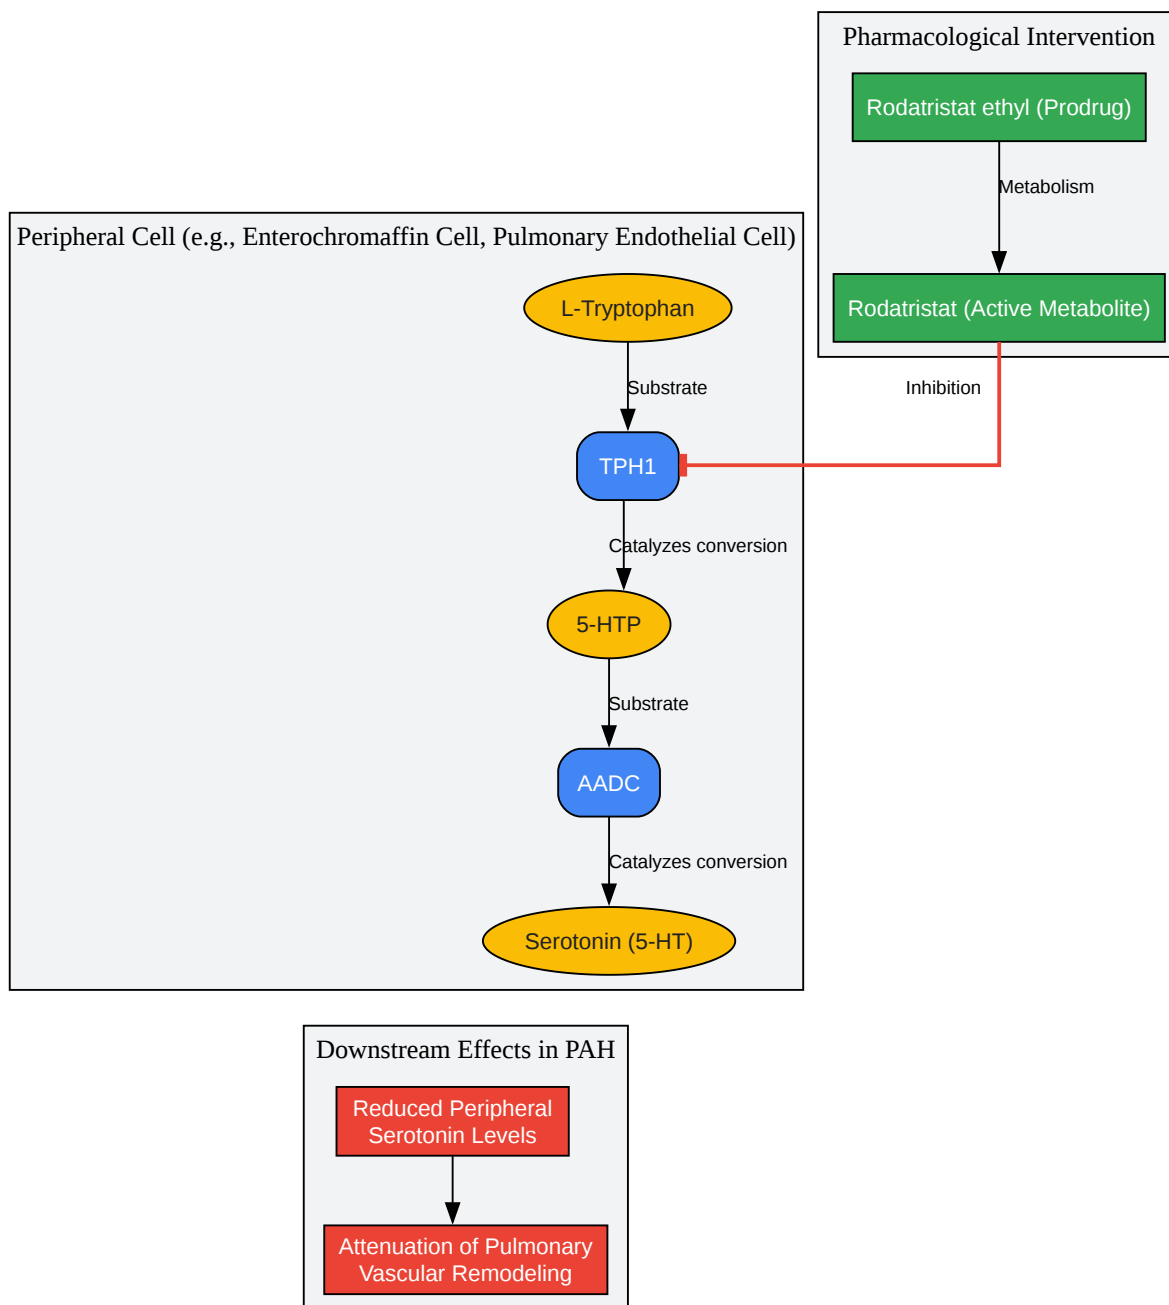 Pharmacological Intervention
Rodatristat ethyl (Prodrug)
Metabolism
Rodatristat (Active Metabolite)
Inhibition
Peripheral Cell (e.g., Enterochromaffin Cell, Pulmonary Endothelial Cell)
L-Tryptophan
Substrate
TPH1
Catalyzes conversion
5-HTP
Substrate
AADC
Catalyzes conversion
Serotonin (5-HT)
Downstream Effects in PAH
Reduced Peripheral
Serotonin Levels
Attenuation of Pulmonary
Vascular Remodeling